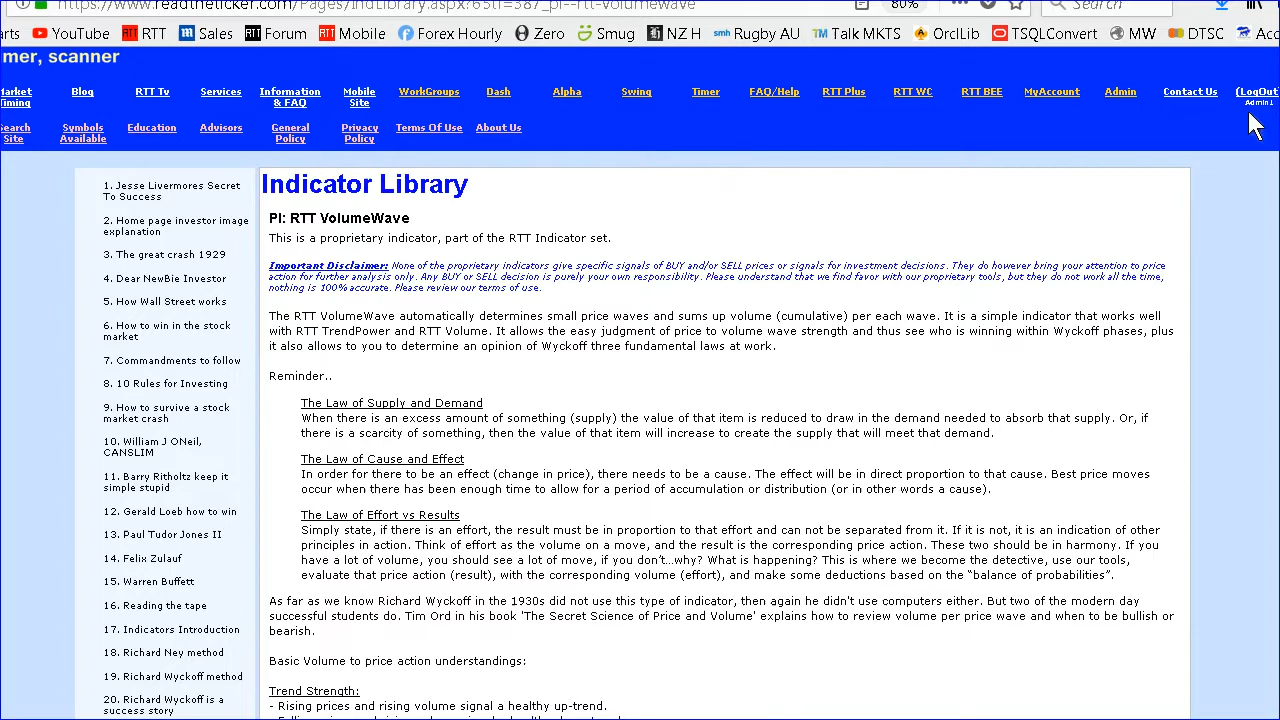 https://www.readtheticker.com/Pages/IndLibrary.aspx?65tf=387_pi--rtt-volumewave
80%
Search
arts YouTube RTT Sales Forum Mobile Forex Hourly Zero Smug NZ H Rugby AU Talk MKTS OrclLib TSQLConvert MW DTSC Acc
mer, scanner
Market Timing Blog RTT Tv Services Information & FAQ Mobile Site WorkGroups Dash Alpha Swing Timer FAQ/Help RTT Plus RTT WC RTT BEE MyAccount Admin Contact Us (LogOut
Admin1
Search Site Symbols Available Education Advisors General Policy Privacy Policy Terms Of Use About Us
1. Jesse Livermores Secret
To Success
2. Home page investor image
explanation
3. The great crash 1929
4. Dear NewBie Investor
5. How Wall Street works
6. How to win in the stock
market
7. Commandments to follow
8. 10 Rules for Investing
9. How to survive a stock
market crash
10. William J ONeil,
CANSLIM
11. Barry Ritholtz keep it
simple stupid
12. Gerald Loeb how to win
13. Paul Tudor Jones II
14. Felix Zulauf
15. Warren Buffett
16. Reading the tape
17. Indicators Introduction
18. Richard Ney method
19. Richard Wyckoff method
20. Richard Wyckoff is a
success story
Indicator Library
PI: RTT VolumeWave
This is a proprietary indicator, part of the RTT Indicator set.
Important Disclaimer: None of the proprietary indicators give specific signals of BUY and/or SELL prices or signals for investment decisions. They do however bring your attention to price
action for further analysis only. Any BUY or SELL decision is purely your own responsibility. Please understand that we find favor with our proprietary tools, but they do not work all the time,
nothing is 100% accurate. Please review our terms of use.
The RTT VolumeWave automatically determines small price waves and sums up volume (cumulative) per each wave. It is a simple indicator that works well
with RTT TrendPower and RTT Volume. It allows the easy judgment of price to volume wave strength and thus see who is winning within Wyckoff phases, plus
it also allows to you to determine an opinion of Wyckoff three fundamental laws at work.
Reminder..
The Law of Supply and Demand
When there is an excess amount of something (supply) the value of that item is reduced to draw in the demand needed to absorb that supply. Or, if
there is a scarcity of something, then the value of that item will increase to create the supply that will meet that demand.
The Law of Cause and Effect
In order for there to be an effect (change in price), there needs to be a cause. The effect will be in direct proportion to that cause. Best price moves
occur when there has been enough time to allow for a period of accumulation or distribution (or in other words a cause).
The Law of Effort vs Results
Simply state, if there is an effort, the result must be in proportion to that effort and can not be separated from it. If it is not, it is an indication of other
principles in action. Think of effort as the volume on a move, and the result is the corresponding price action. These two should be in harmony. If you
have a lot of volume, you should see a lot of move, if you don’t...why? What is happening? This is where we become the detective, use our tools,
evaluate that price action (result), with the corresponding volume (effort), and make some deductions based on the “balance of probabilities”.
As far as we know Richard Wyckoff in the 1930s did not use this type of indicator, then again he didn't use computers either. But two of the modern day
successful students do. Tim Ord in his book 'The Secret Science of Price and Volume' explains how to review volume per price wave and when to be bullish or
bearish.
Basic Volume to price action understandings:
Trend Strength:
- Rising prices and rising volume signal a healthy up-trend.